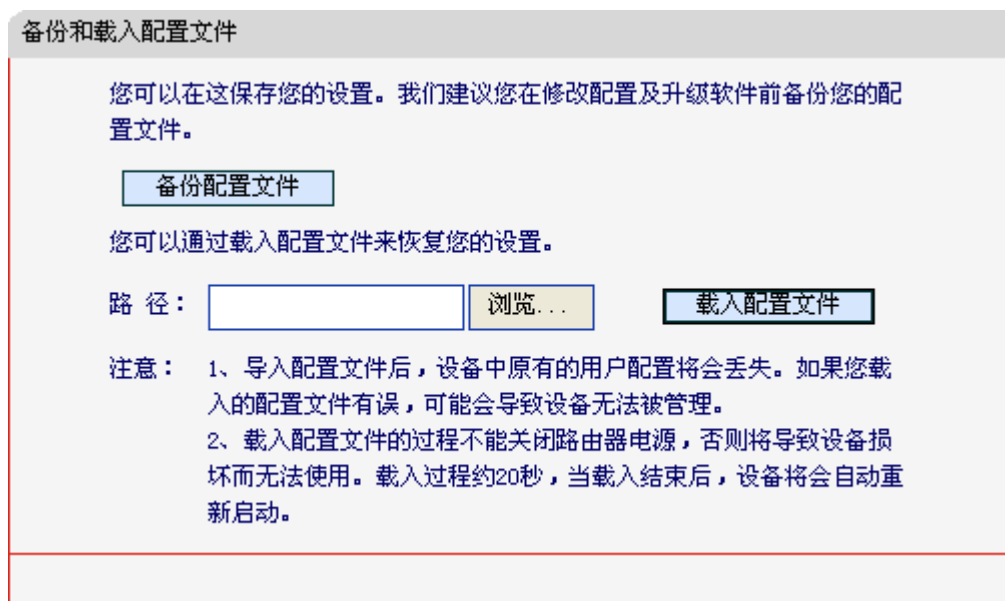 备份和载入配置文件
您可以在这保存您的设置。我们建议您在修改配置及升级软件前备份您的配
置文件。
备份配置文件
您可以通过载入配置文件来恢复您的设置。
路 径： 浏览... 载入配置文件
注意： 1、导入配置文件后，设备中原有的用户配置将会丢失。如果您载
入的配置文件有误，可能会导致设备无法被管理。
2、载入配置文件的过程不能关闭路由器电源，否则将导致设备损
坏而无法使用。载入过程约20秒，当载入结束后，设备将会自动重
新启动。